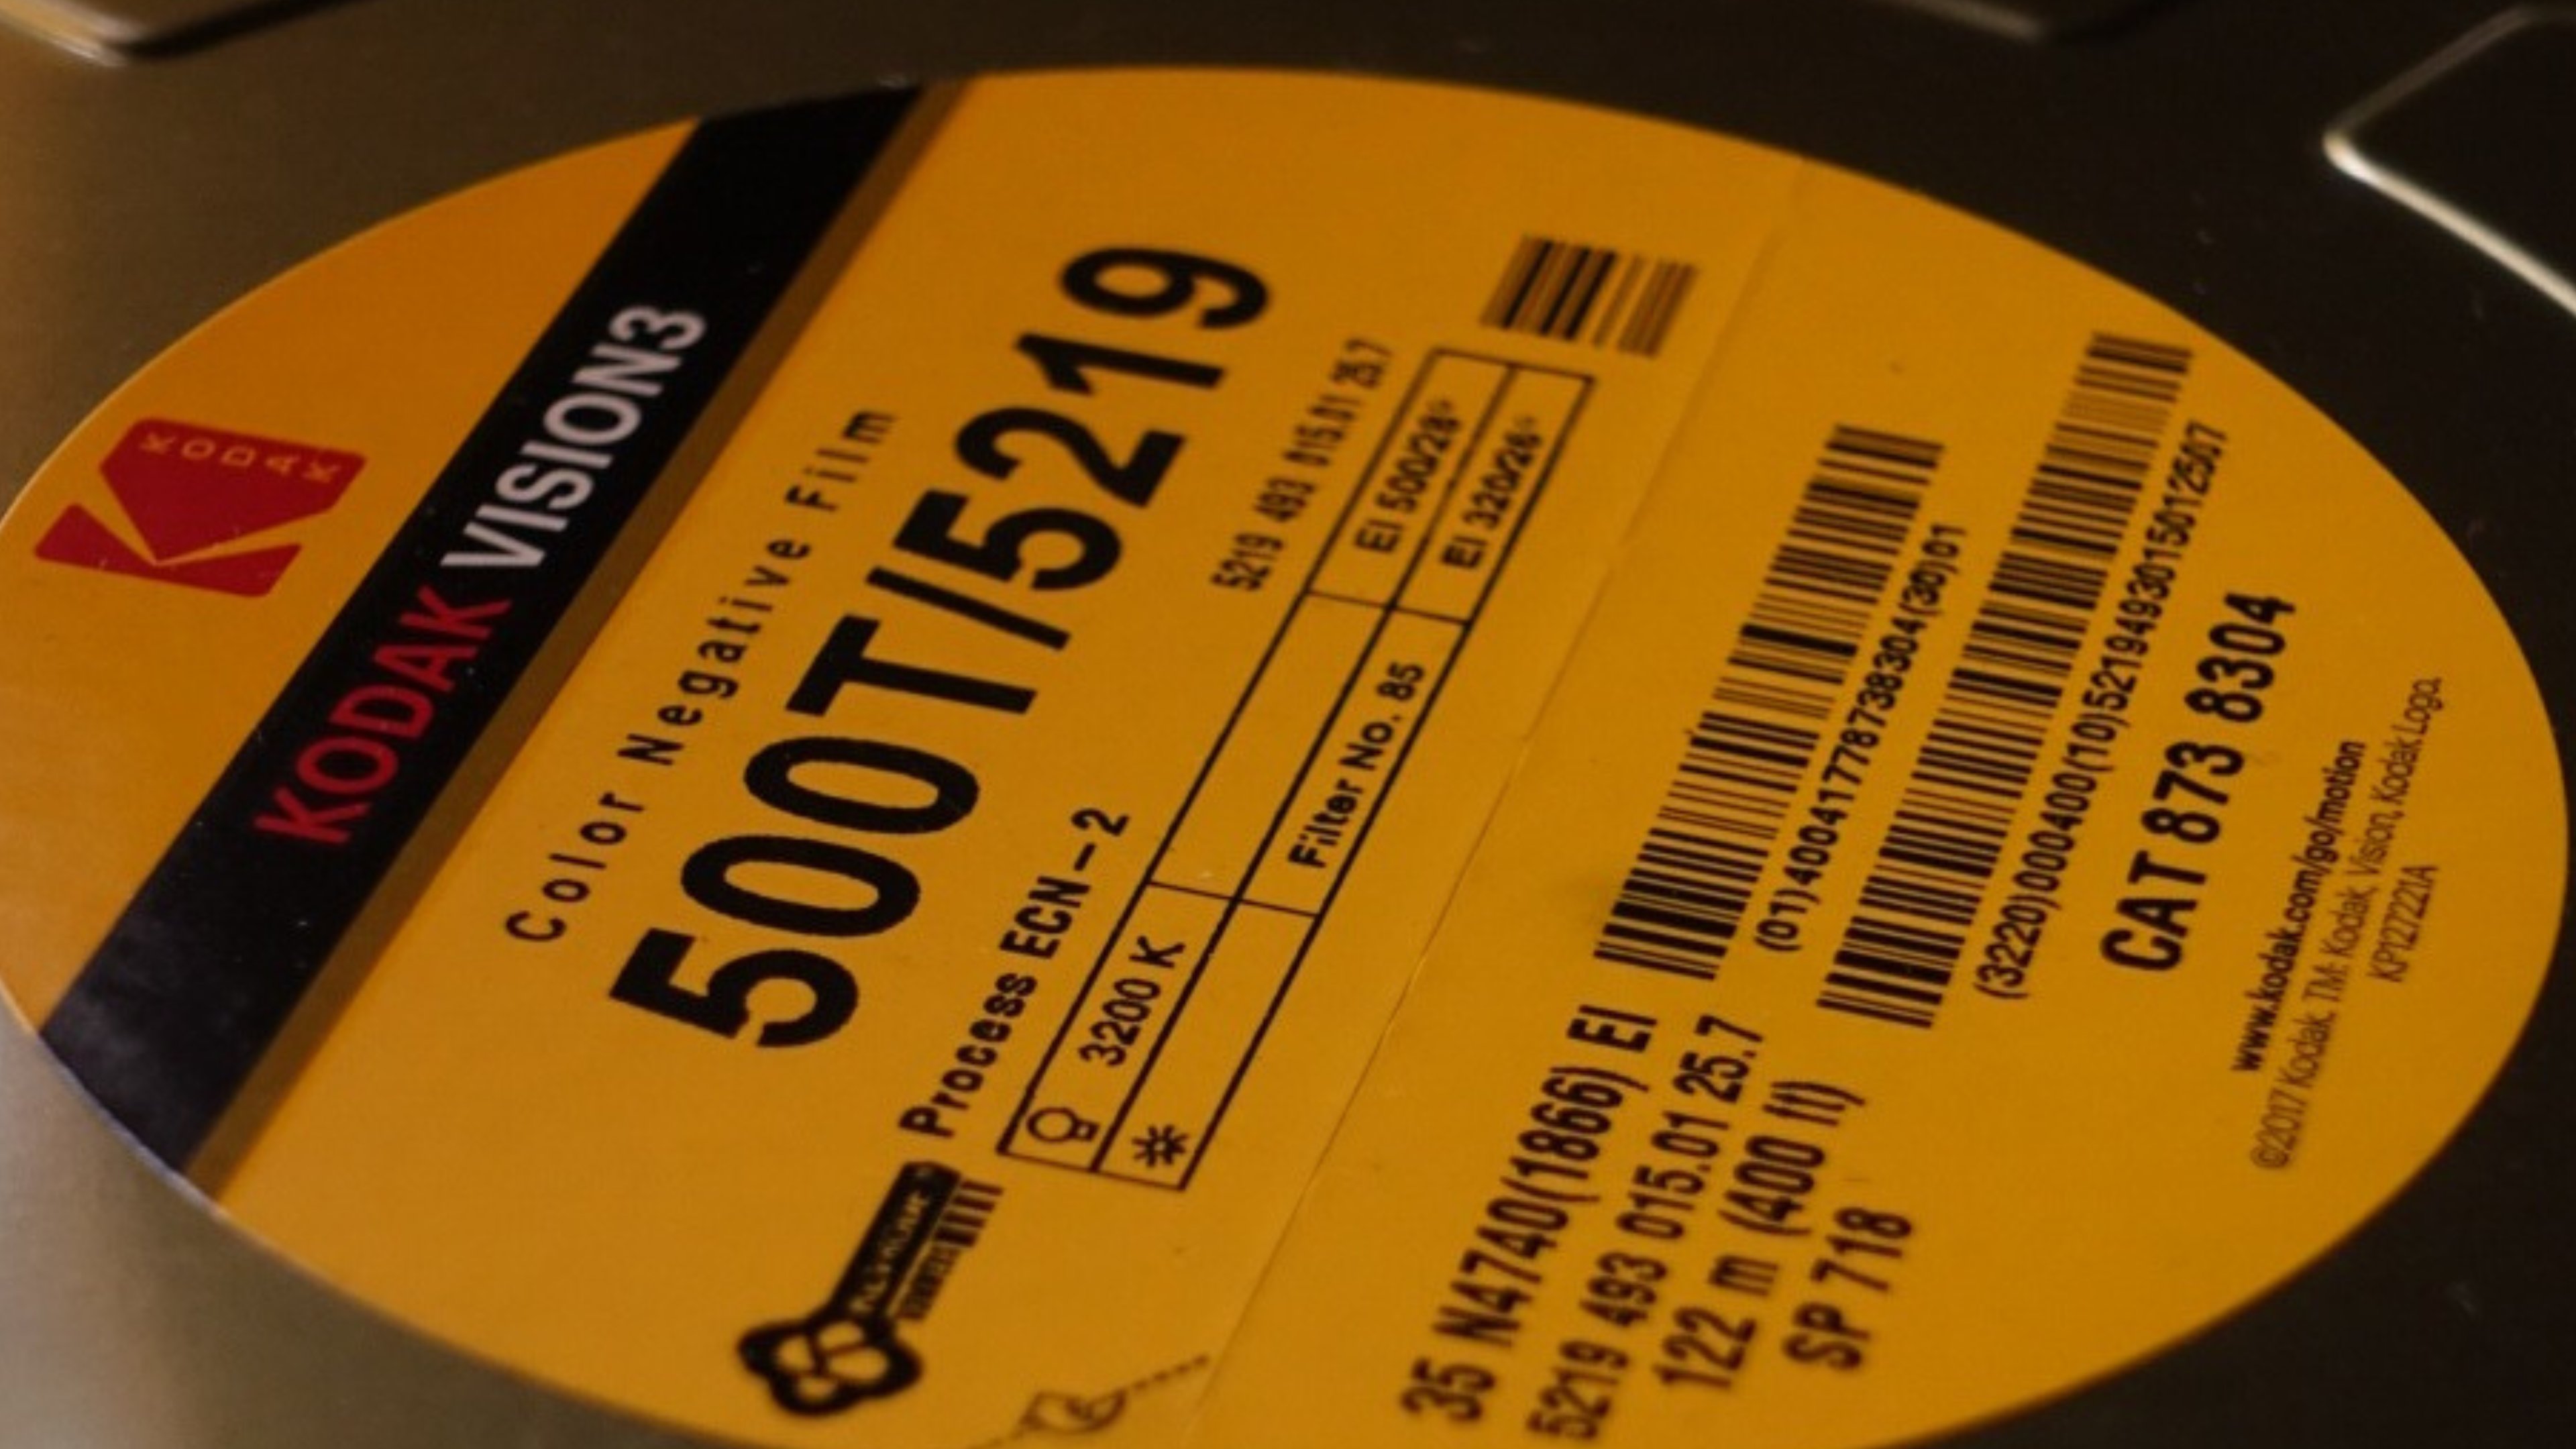 KODAK
KODAK VISION3
Color Negative Film
500T/5219
Process ECN-2
5219 493 015.01 25.7
3200 K
EI 500/28°
Filter No. 85
EI 320/26°
KEYKODE
NUMBERS
35 N4740(1866) EI
5219 493 015.01 25.7
122 m (400 ft)
SP 718
(01)40041778738304(30)01
(3220)000400(10)5219493015012507
CAT 873 8304
www.kodak.com/go/motion
©2017 Kodak. TM: Kodak, Vision, Kodak Logo.